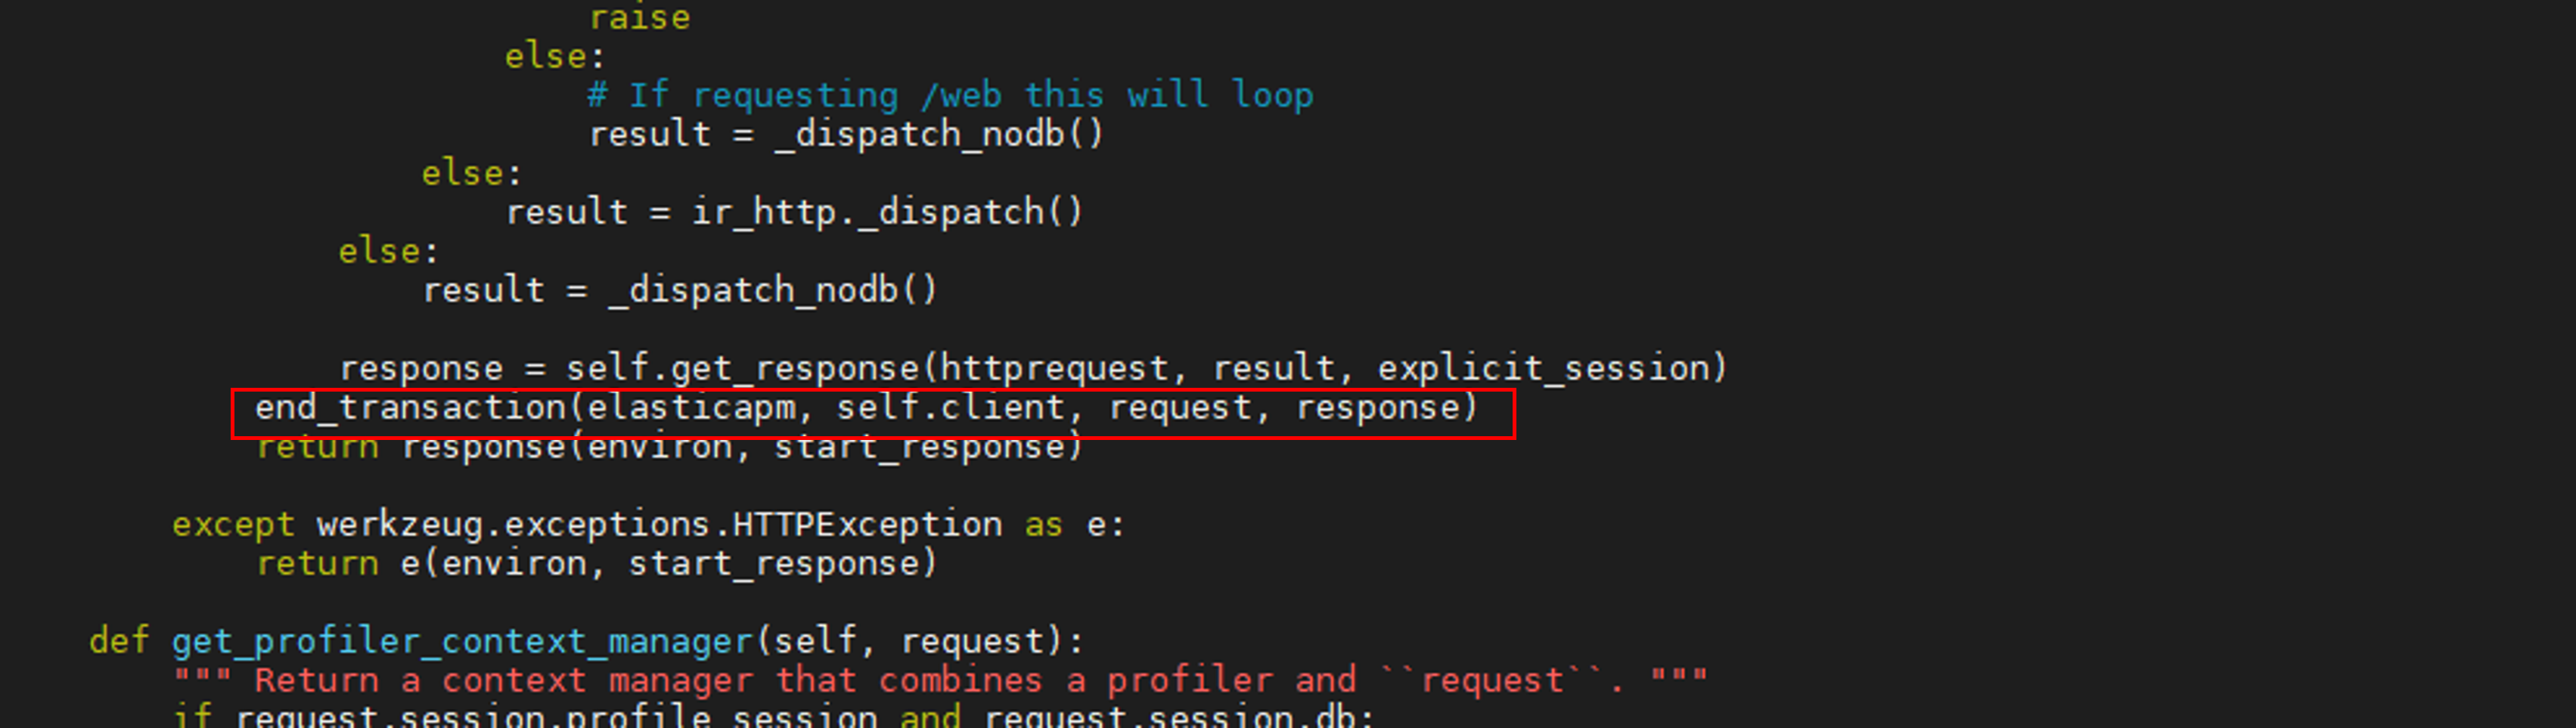 raise
else:
# If requesting /web this will loop
result = _dispatch_nodb()
else:
result = ir_http._dispatch()
else:
result = _dispatch_nodb()
response = self.get_response(httprequest, result, explicit_session)
end_transaction(elasticapm, self.client, request, response)
return response(environ, start_response)
except werkzeug.exceptions.HTTPException as e:
return e(environ, start_response)
def get_profiler_context_manager(self, request):
""" Return a context manager that combines a profiler and ``request``. """
if request.session.profile_session and request.session.db: